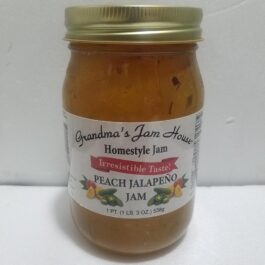 Grandma's Jam House
Homestyle Jam
Irresistible Taste!
PEACH JALAPEÑO
JAM
1 PT. (1 LB. 3 OZ.) 538g